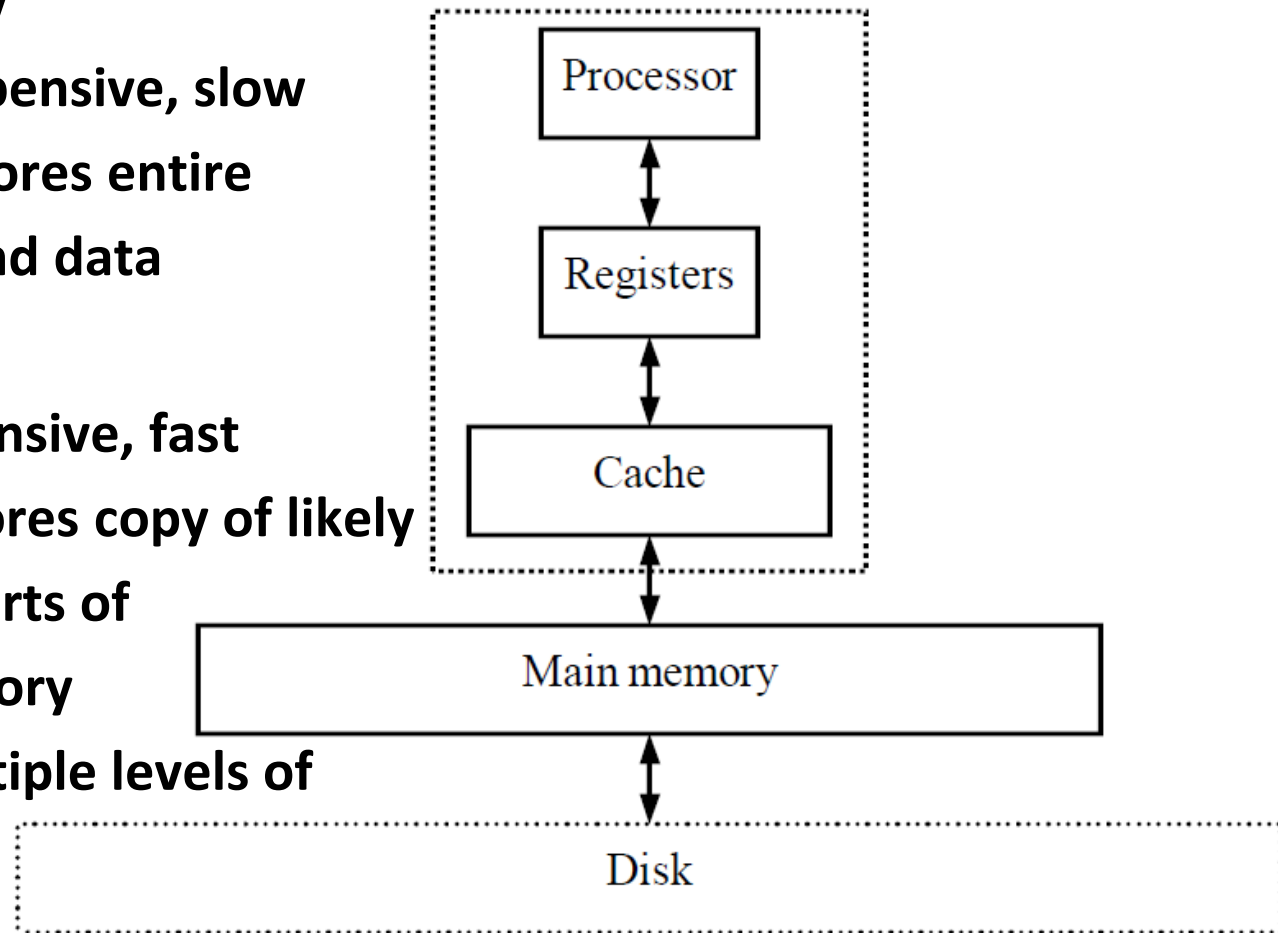 pensive, slow
ores entire
nd data
nsive, fast
ores copy of likely
rts of
ory
tiple levels of
Processor
Registers
Cache
Main memory
Disk